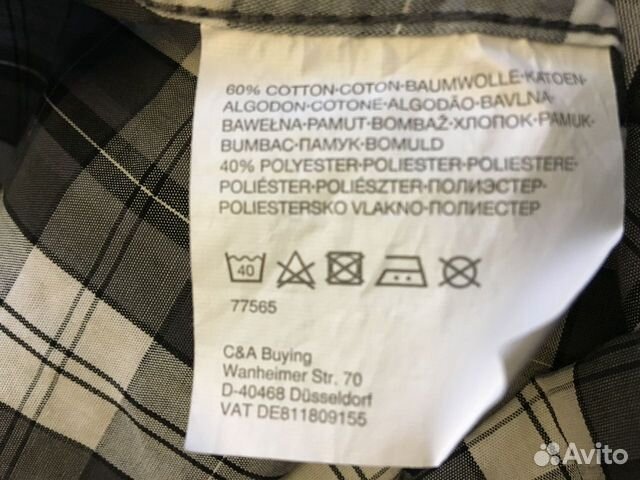 60% COTTON·COTON·BAUMWOLLE·KATOEN·
ALGODON·COTONE·ALGODÃO·BAVLNA·
BAWEŁNA·PAMUT·BOMBAŽ·ХЛОПОК·PAMUK·
BUMBAC·ПАМУК·BOMULD
40% POLYESTER·POLIESTER·POLIESTERE·
POLIÉSTER·POLIÉSZTER·ПОЛИЭСТЕР·
POLIESTERSKO VLAKNO·ПОЛИЕСТЕР
40
77565
C&A Buying
Wanheimer Str. 70
D-40468 Düsseldorf
VAT DE811809155
Avito